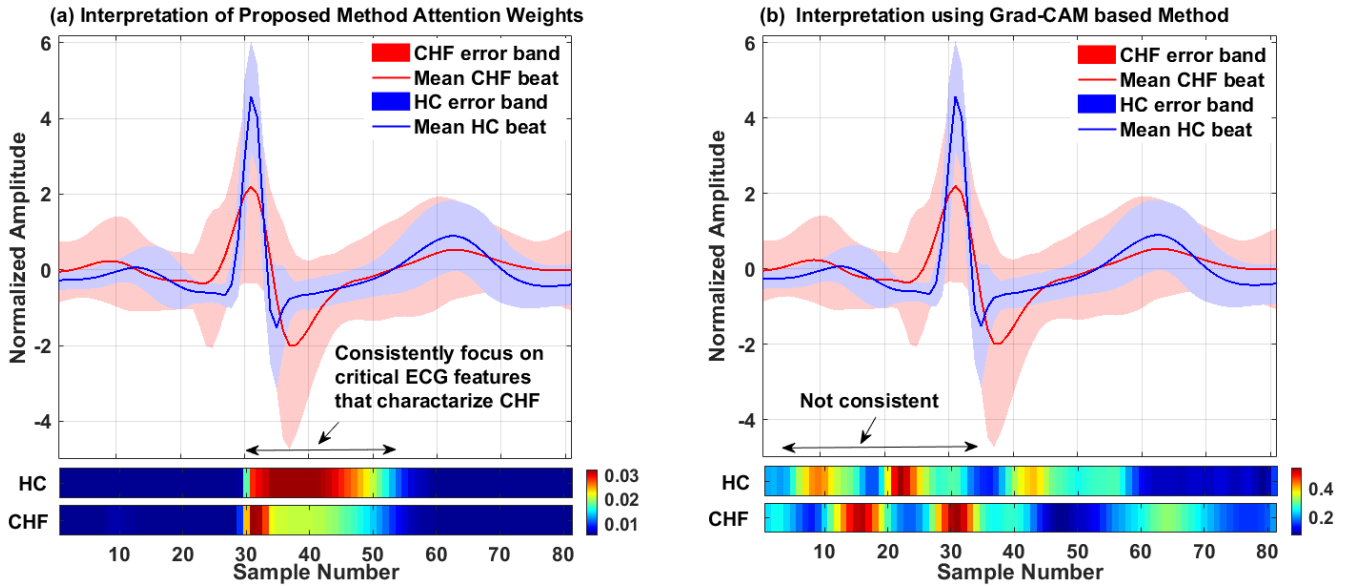 (a) Interpretation of Proposed Method Attention Weights
6
4
2
0
-2
-4
Normalized Amplitude
CHF error band
Mean CHF beat
HC error band
Mean HC beat
Consistently focus on
critical ECG features
that charactarize CHF
HC
CHF
0.03
0.02
0.01
10 20 30 40 50 60 70 80
Sample Number
(b) Interpretation using Grad-CAM based Method
6
4
2
0
-2
-4
Normalized Amplitude
CHF error band
Mean CHF beat
HC error band
Mean HC beat
Not consistent
HC
CHF
0.4
0.2
10 20 30 40 50 60 70 80
Sample Number